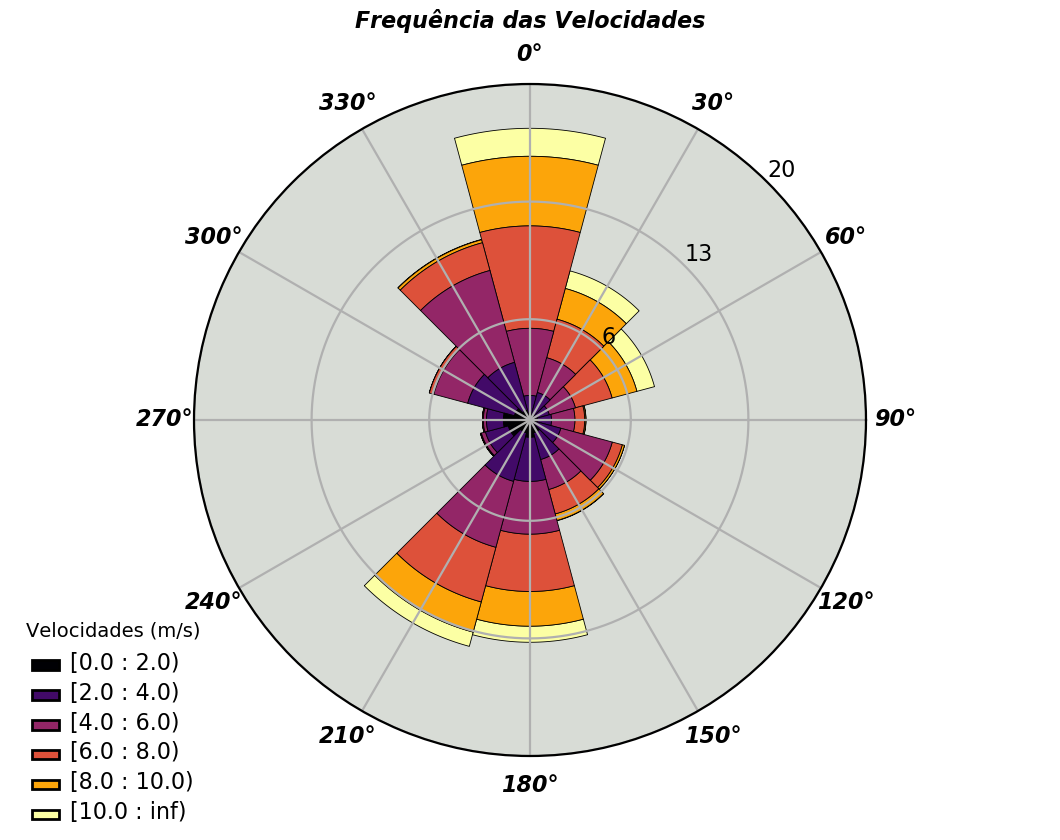 Frequência das Velocidades
0°
330°
30°
20
300°
60°
13
6
270°
90°
240°
120°
210°
150°
180°
Velocidades (m/s)
[0.0 : 2.0)
[2.0 : 4.0)
[4.0 : 6.0)
[6.0 : 8.0)
[8.0 : 10.0)
[10.0 : inf)